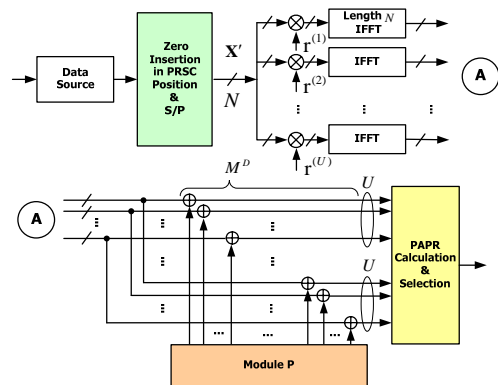 Data
Source
Zero
Insertion
in PRSC
Position
&
S/P
X'
N
r(1)
Length N
IFFT
r(2)
IFFT
...
...
...
r(U)
IFFT
A
A
M^D
U
U
...
...
...
...
...
...
...
...
...
...
PAPR
Calculation
&
Selection
Module P